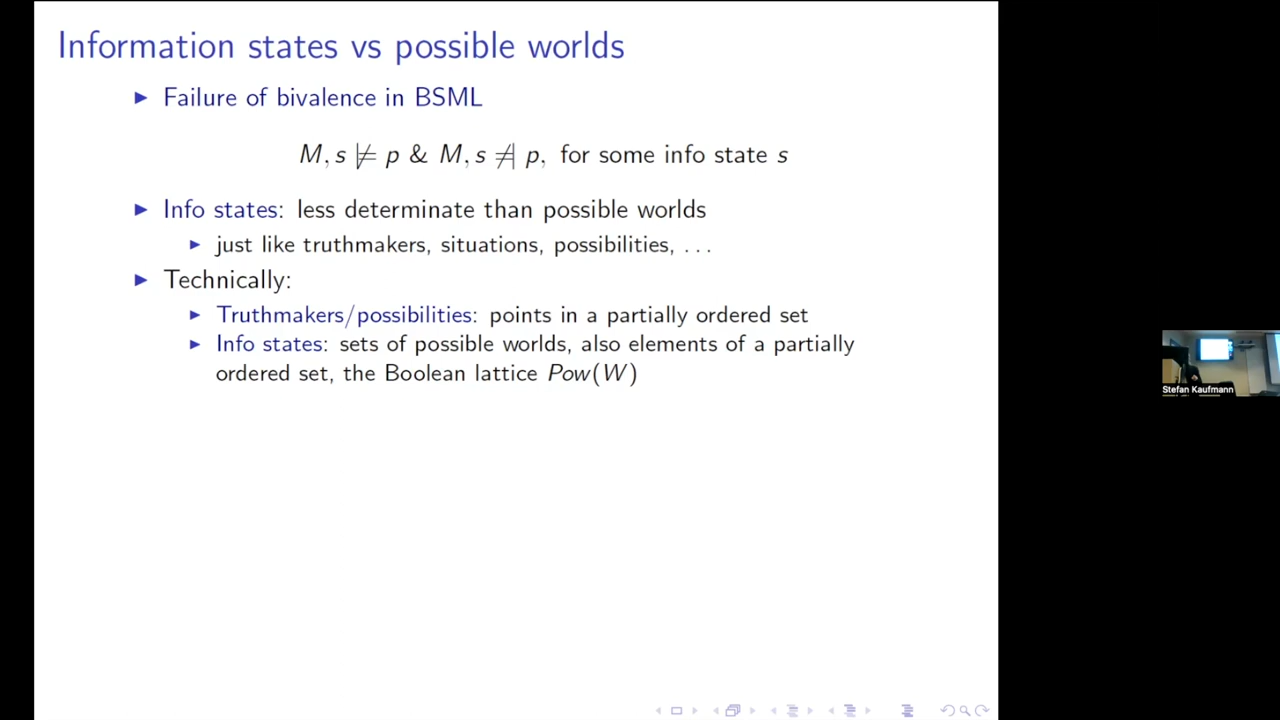 Information states vs possible worlds
▶ Failure of bivalence in BSML
M, s ⊭ p & M, s ⫤̸ p, for some info state s
▶ Info states: less determinate than possible worlds
▶ just like truthmakers, situations, possibilities, . . .
▶ Technically:
▶ Truthmakers/possibilities: points in a partially ordered set
▶ Info states: sets of possible worlds, also elements of a partially
ordered set, the Boolean lattice Pow(W)
Stefan Kaufmann